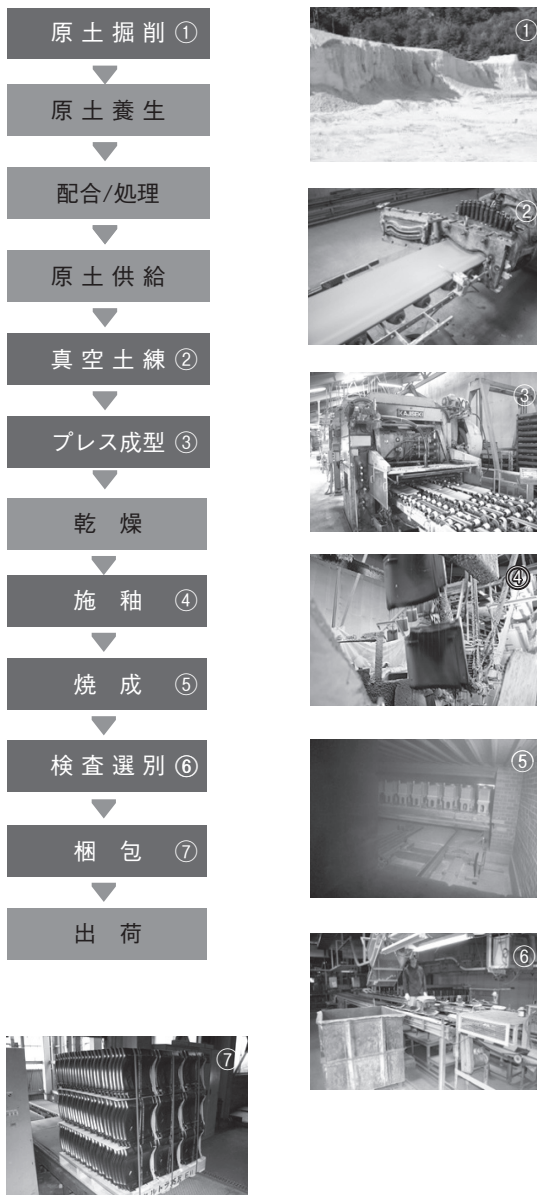 原土掘削 ①
原土養生
配合/処理
原土供給
真空土練 ②
プレス成型 ③
乾 燥
施 釉 ④
焼 成 ⑤
検査選別 ⑥
梱 包 ⑦
出 荷
①
②
③
④
⑤
⑥
⑦